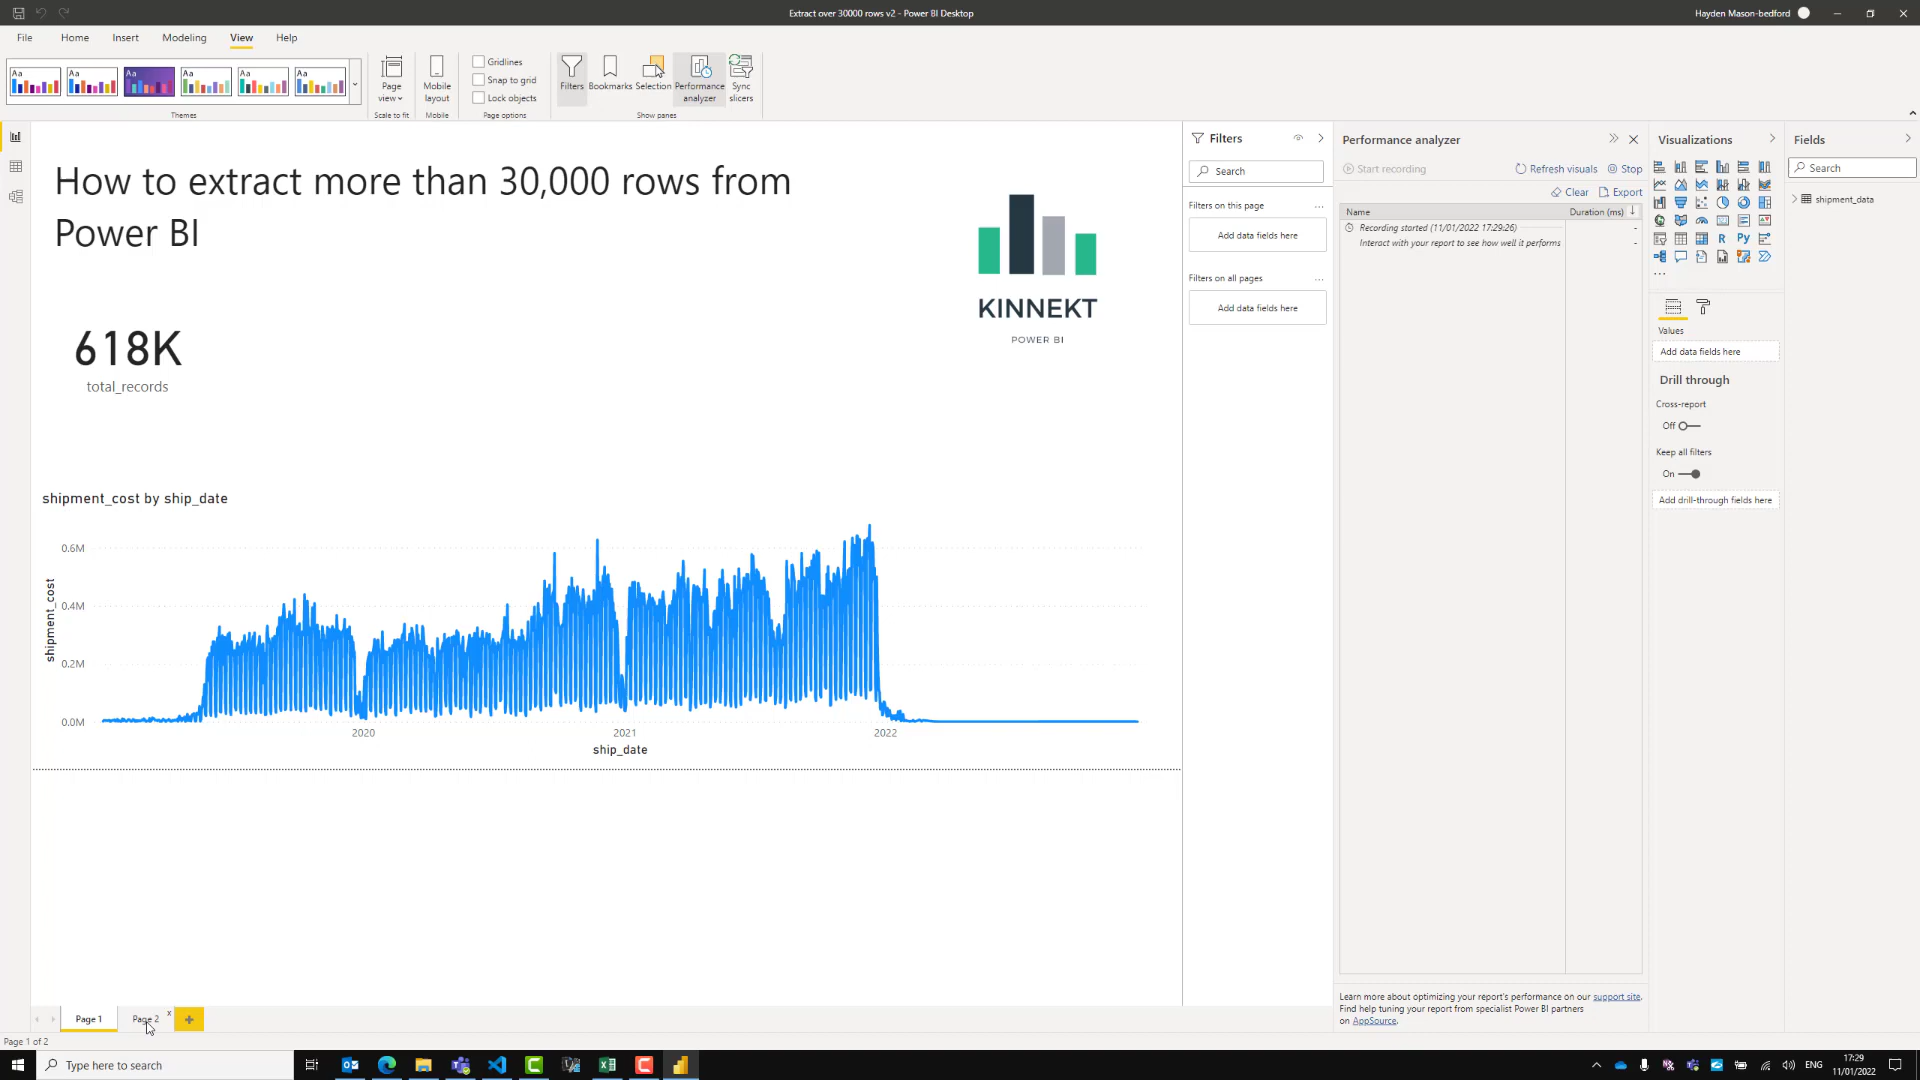 Extract over 30000 rows v2 - Power BI Desktop
Hayden Mason-bedford
File Home Insert Modeling View Help
Aa Aa Aa Aa Aa Aa
Page view
Mobile layout
Gridlines
Snap to grid
Lock objects
Filters
Bookmarks
Selection
Performance analyzer
Sync slicers
Themes
Scale to fit
Mobile
Page options
Show panes
How to extract more than 30,000 rows from
Power BI
KINNEKT
POWER BI
618K
total_records
shipment_cost by ship_date
0.6M
0.4M
0.2M
0.0M
shipment_cost
2020 2021 2022
ship_date
Filters
Search
Filters on this page ...
Add data fields here
Filters on all pages ...
Add data fields here
Performance analyzer
Start recording
Refresh visuals
Stop
Clear
Export
Name Duration (ms)
Recording started (11/01/2022 17:29:26) -
Interact with your report to see how well it performs -
Learn more about optimizing your report's performance on our support site.
Find help tuning your report from specialist Power BI partners
on AppSource.
Visualizations
R Py
...
Values
Add data fields here
Drill through
Cross-report
Off
Keep all filters
On
Add drill-through fields here
Fields
Search
shipment_data
Page 1 Page 2 x +
Page 1 of 2
Type here to search
ENG
17:29
11/01/2022